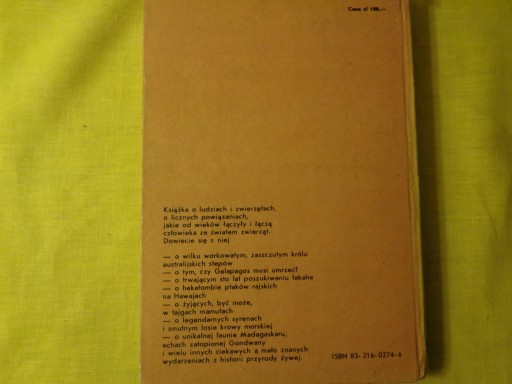 Cena zł 180,—
Książka o ludziach i zwierzętach,
o licznych powiązaniach,
jakie od wieków łączyły i łączą
człowieka ze światem zwierząt.
Dowiecie się z niej
— o wilku workowatym, zaszczutym królu
australijskich stepów
— o tym, czy Galapagos musi umrzeć?
— o trwającym sto lat poszukiwaniu takahe
— o hekatombie ptaków rajskich
na Hawajach
— o żyjących, być może,
w tajgach mamutach
— o legendarnych syrenach
i smutnym losie krowy morskiej
— o unikalnej faunie Madagaskaru,
echach zatopionej Gondwany
i wielu innych ciekawych a mało znanych
wydarzeniach z historii przyrody żywej.
ISBN 83-216-0274-6